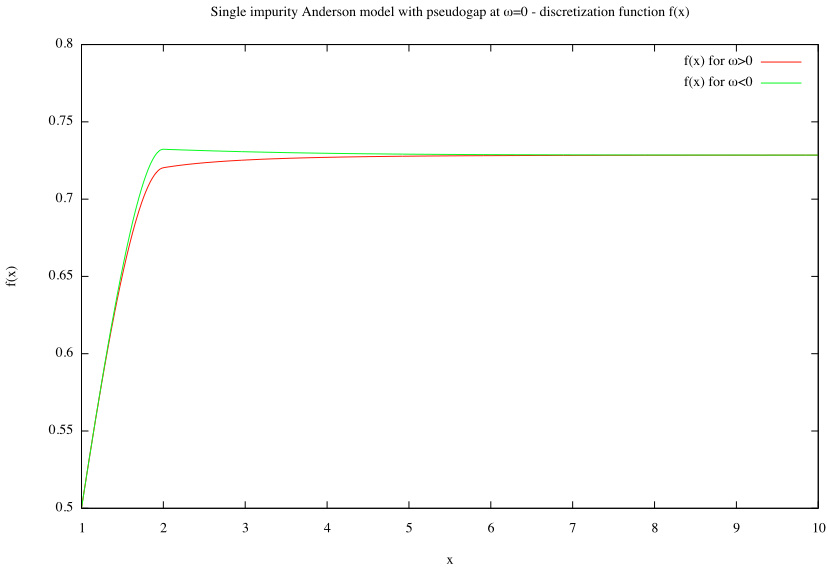 Single impurity Anderson model with pseudogap at ω=0 - discretization function f(x)
0.8
f(x) for ω>0
f(x) for ω<0
0.75
0.7
0.65
f(x)
0.6
0.55
0.5
1 2 3 4 5 6 7 8 9 10
x